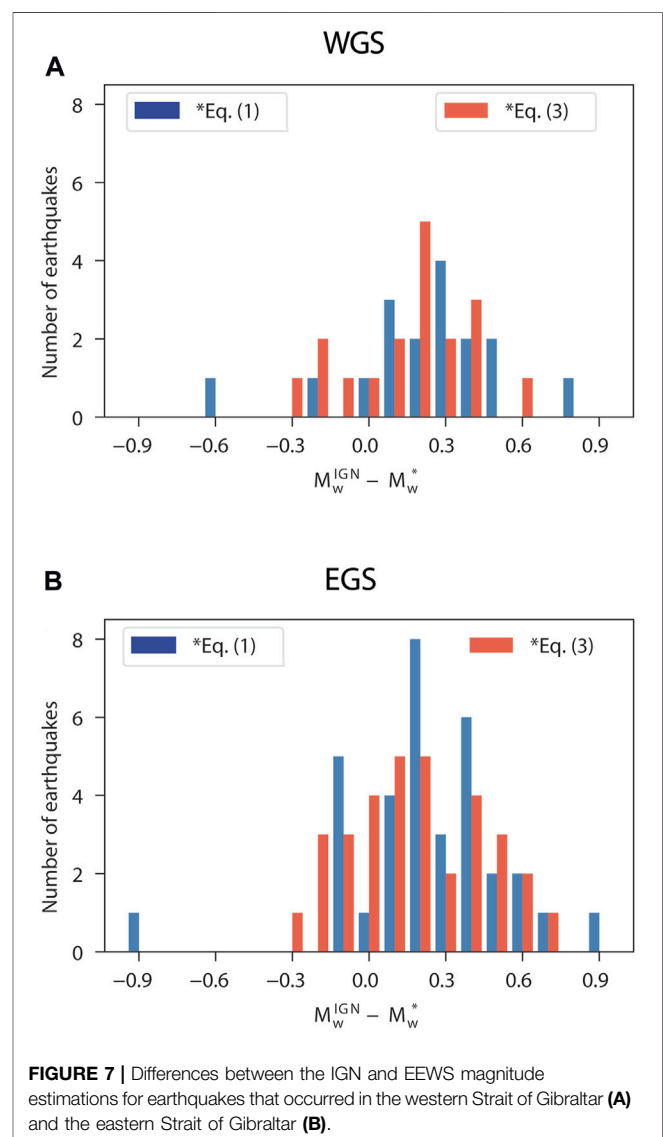 WGS
A
*Eq. (1)
*Eq. (3)
8
6
4
2
0
Number of earthquakes
−0.9 −0.6 −0.3 0.0 0.3 0.6 0.9
M_w^IGN − M_w^*
EGS
B
*Eq. (1)
*Eq. (3)
8
6
4
2
0
Number of earthquakes
−0.9 −0.6 −0.3 0.0 0.3 0.6 0.9
M_w^IGN − M_w^*
FIGURE 7 | Differences between the IGN and EEWS magnitude
estimations for earthquakes that occurred in the western Strait of Gibraltar (A)
and the eastern Strait of Gibraltar (B).